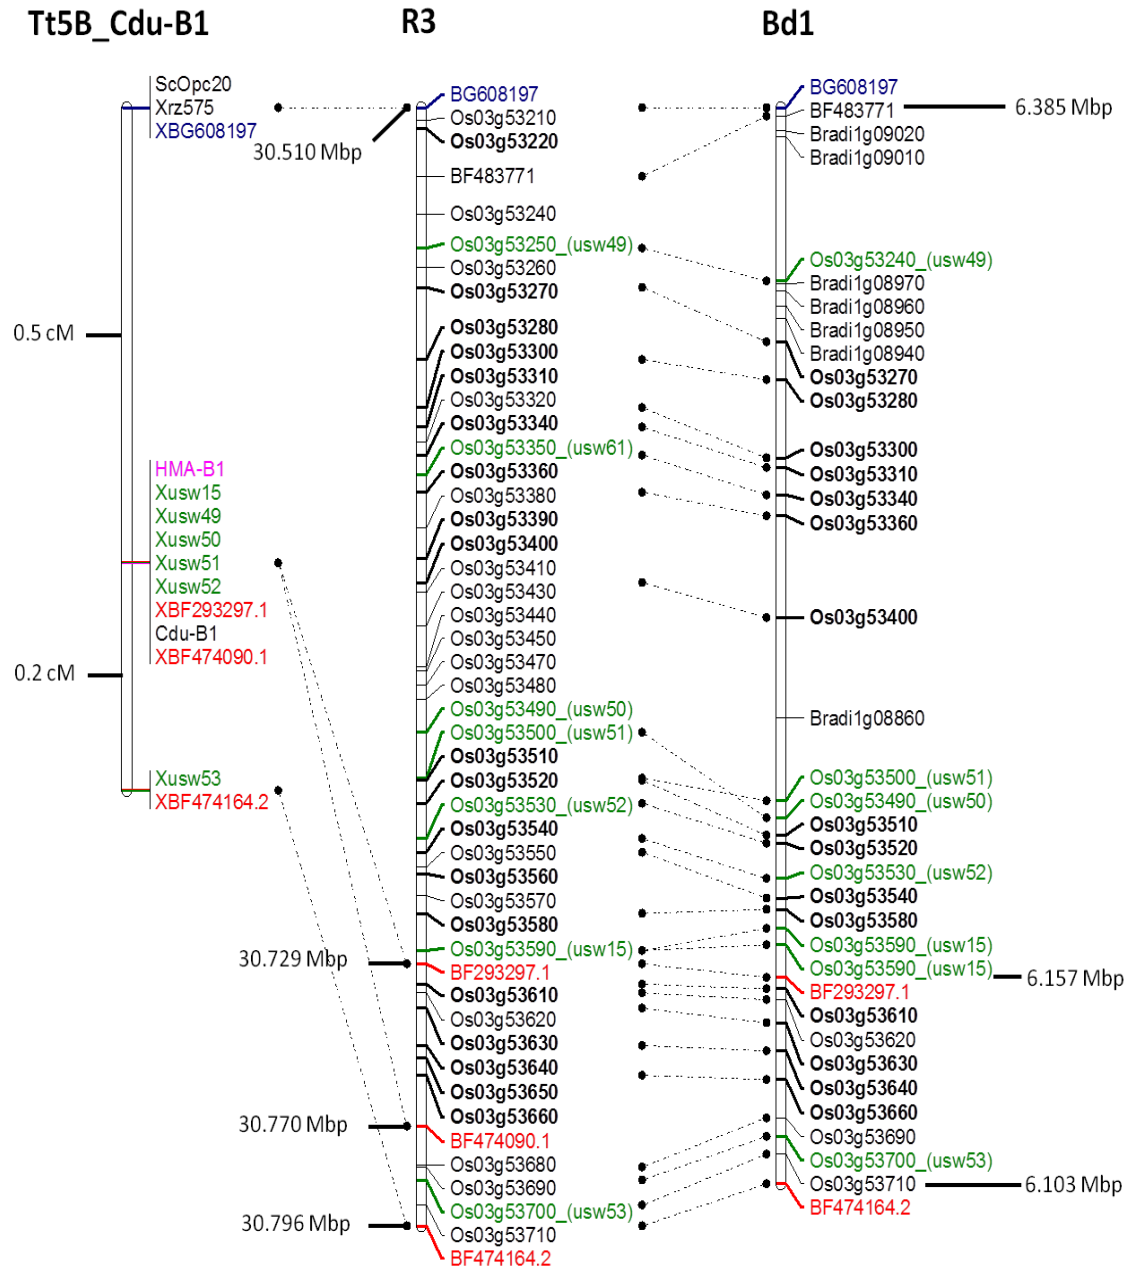 Tt5B_Cdu-B1
ScOpc20
Xrz575
XBG608197
0.5 cM
HMA-B1
Xusw15
Xusw49
Xusw50
Xusw51
Xusw52
XBF293297.1
Cdu-B1
XBF474090.1
0.2 cM
Xusw53
XBF474164.2
R3
30.510 Mbp
30.729 Mbp
30.770 Mbp
30.796 Mbp
BG608197
Os03g53210
Os03g53220
BF483771
Os03g53240
Os03g53250_(usw49)
Os03g53260
Os03g53270
Os03g53280
Os03g53300
Os03g53310
Os03g53320
Os03g53340
Os03g53350_(usw61)
Os03g53360
Os03g53380
Os03g53390
Os03g53400
Os03g53410
Os03g53430
Os03g53440
Os03g53450
Os03g53470
Os03g53480
Os03g53490_(usw50)
Os03g53500_(usw51)
Os03g53510
Os03g53520
Os03g53530_(usw52)
Os03g53540
Os03g53550
Os03g53560
Os03g53570
Os03g53580
Os03g53590_(usw15)
BF293297.1
Os03g53610
Os03g53620
Os03g53630
Os03g53640
Os03g53650
Os03g53660
BF474090.1
Os03g53680
Os03g53690
Os03g53700_(usw53)
Os03g53710
BF474164.2
Bd1
BG608197
BF483771
Bradi1g09020
Bradi1g09010
Os03g53240_(usw49)
Bradi1g08970
Bradi1g08960
Bradi1g08950
Bradi1g08940
Os03g53270
Os03g53280
Os03g53300
Os03g53310
Os03g53340
Os03g53360
Os03g53400
Bradi1g08860
Os03g53500_(usw51)
Os03g53490_(usw50)
Os03g53510
Os03g53520
Os03g53530_(usw52)
Os03g53540
Os03g53580
Os03g53590_(usw15)
Os03g53590_(usw15)
BF293297.1
Os03g53610
Os03g53620
Os03g53630
Os03g53640
Os03g53660
Os03g53690
Os03g53700_(usw53)
Os03g53710
BF474164.2
6.385 Mbp
6.157 Mbp
6.103 Mbp